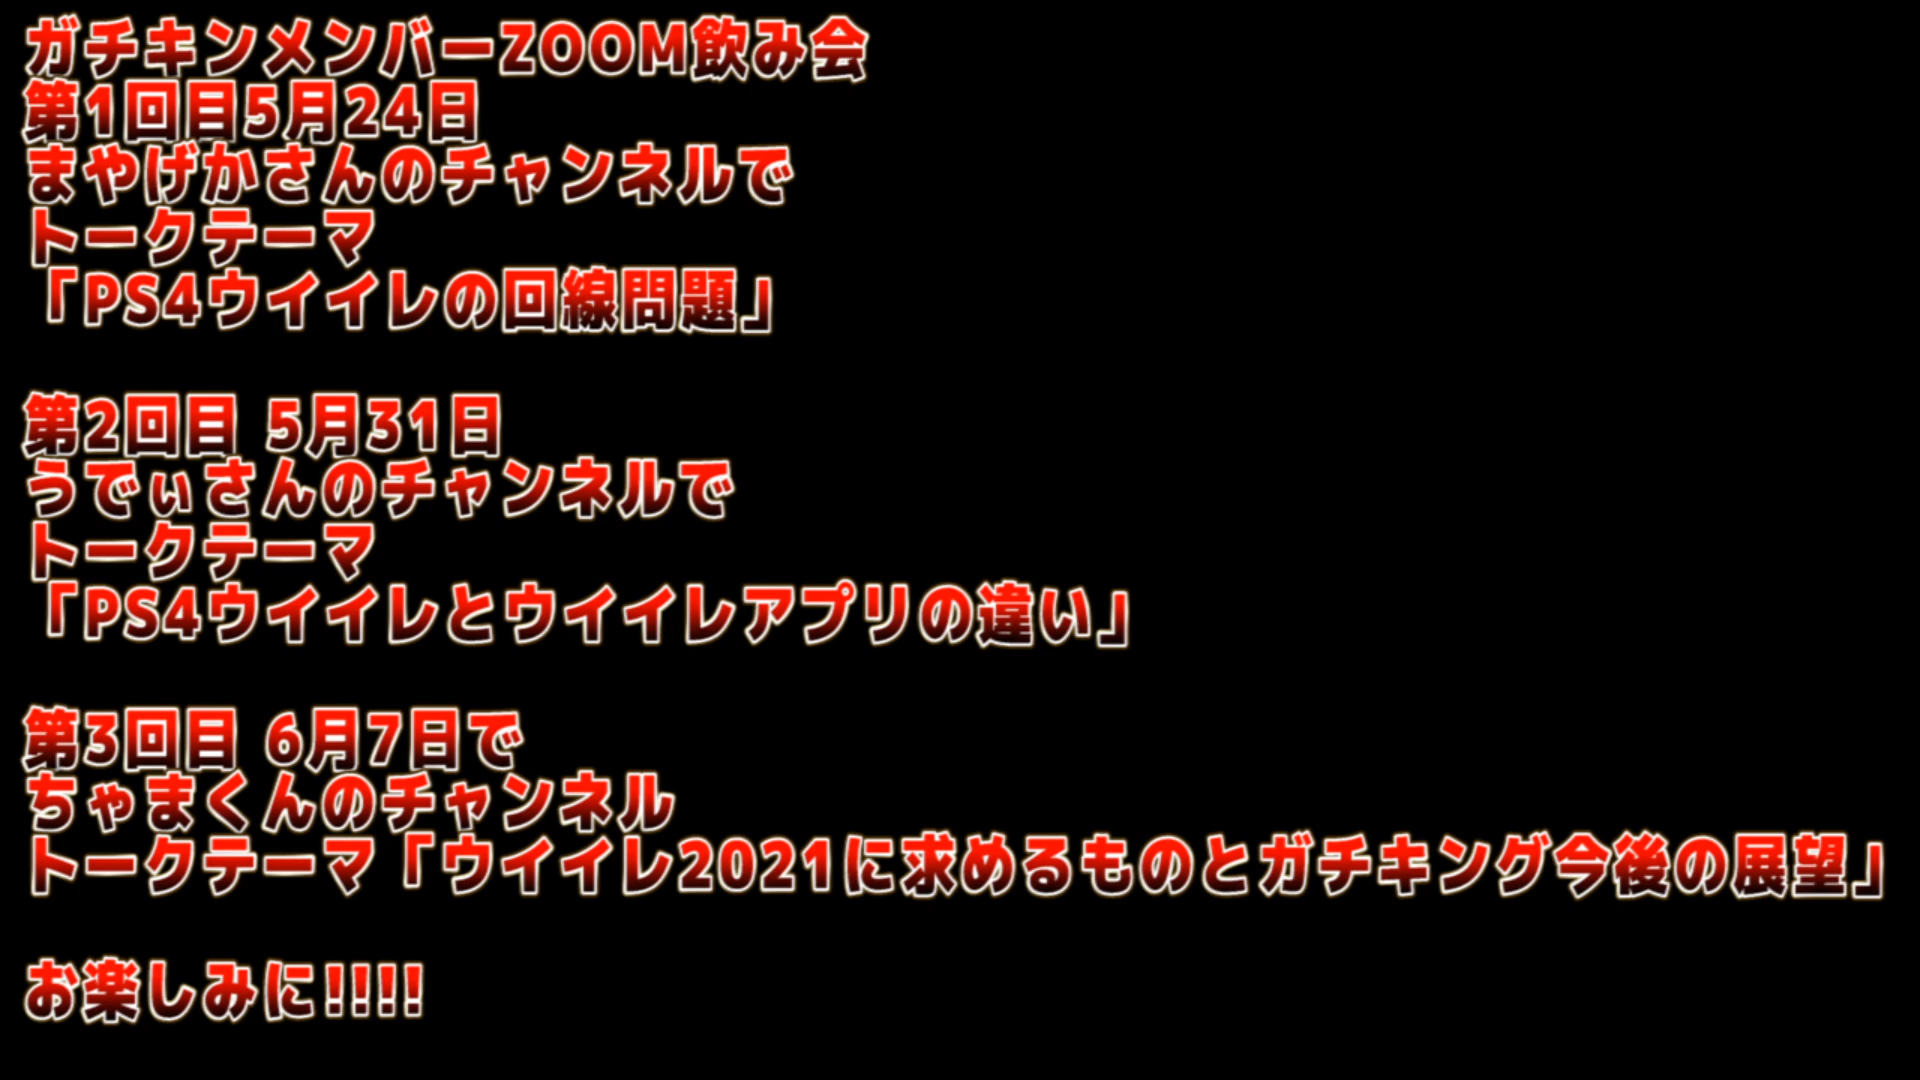 ガチキンメンバーZOOM飲み会
第1回目5月24日
まやげかさんのチャンネルで
トークテーマ
「PS4ウイイレの回線問題」
第2回目 5月31日
うでぃさんのチャンネルで
トークテーマ
「PS4ウイイレとウイイレアプリの違い」
第3回目 6月7日で
ちゃまくんのチャンネル
トークテーマ「ウイイレ2021に求めるものとガチキング今後の展望」
お楽しみに!!!!